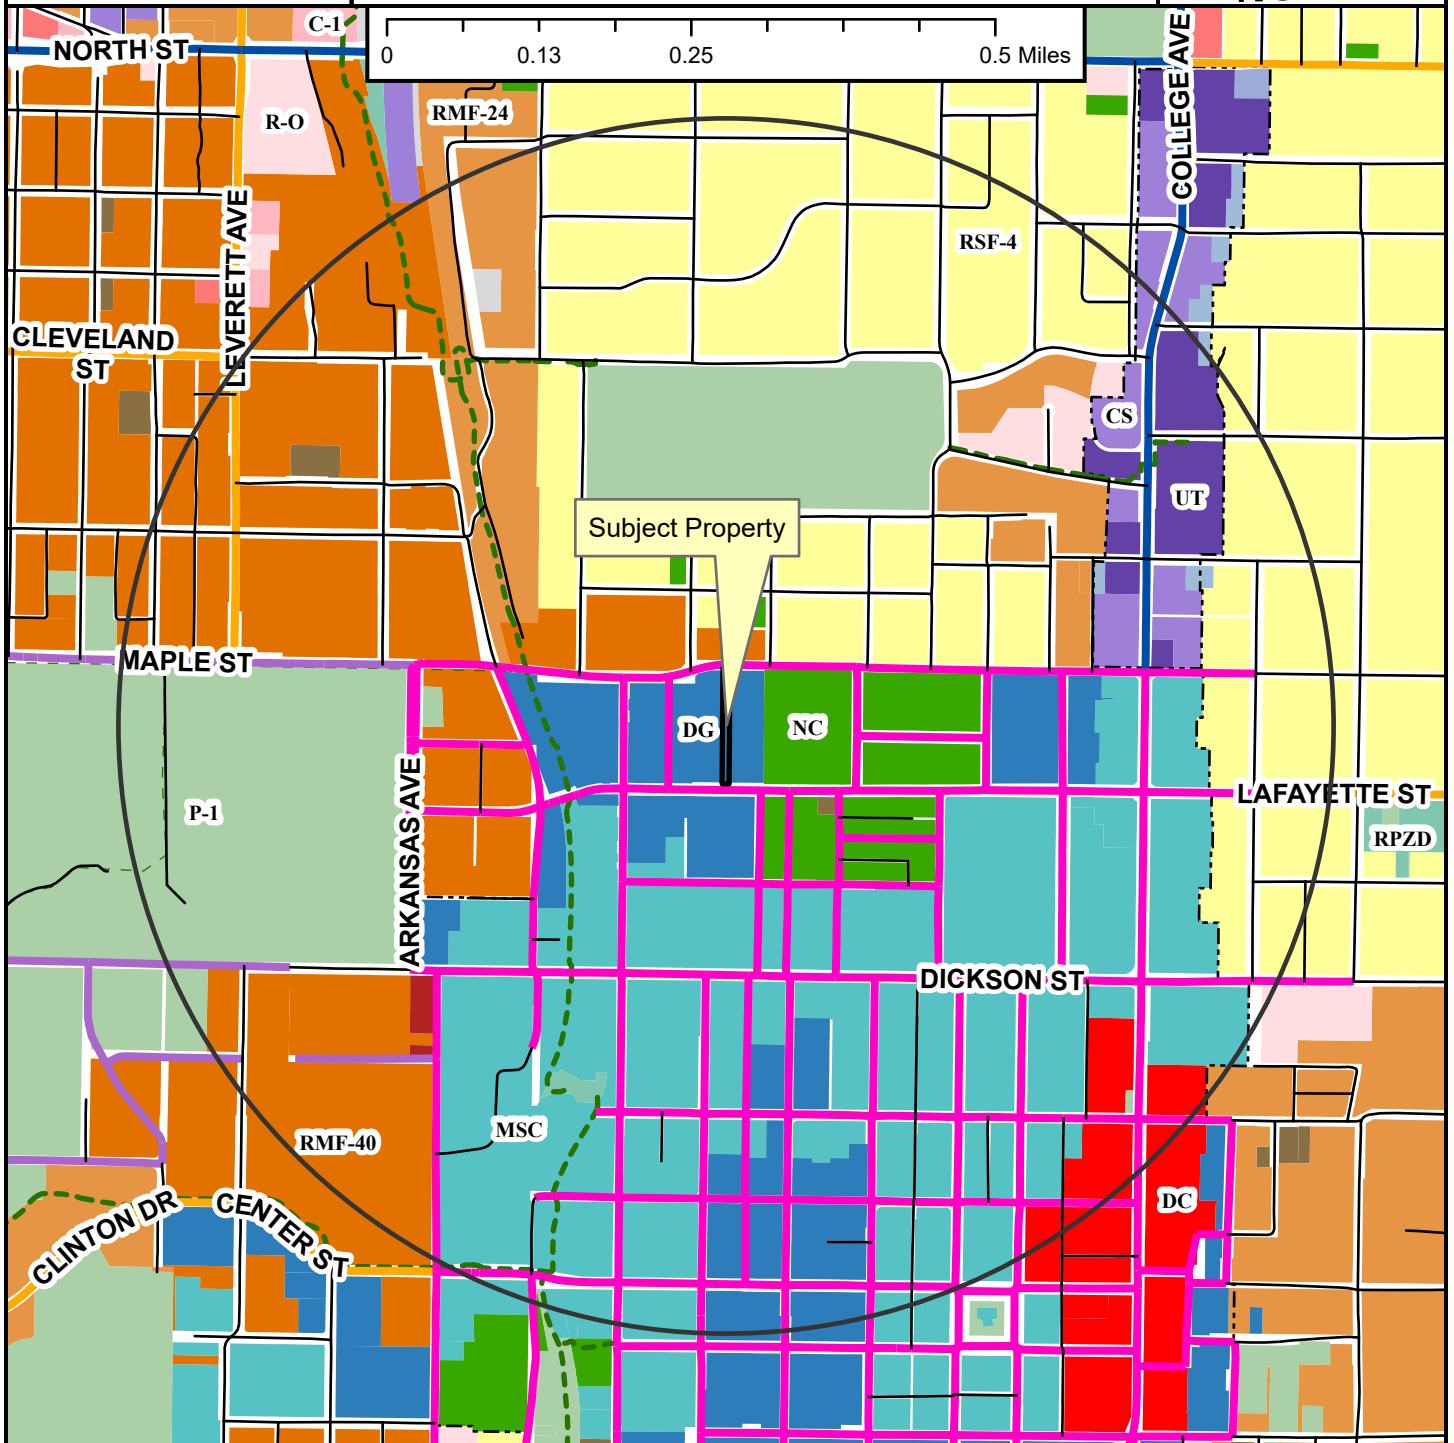 C-1
NORTH ST
0 0.13 0.25 0.5 Miles
COLLEGE AVE
R-O
RMF-24
LEVERETT AVE
RSF-4
CLEVELAND
ST
CS
UT
Subject Property
MAPLE ST
DG
NC
ARKANSAS AVE
P-1
LAFAYETTE ST
RPZD
DICKSON ST
MSC
RMF-40
DC
CLINTON DR
CENTER ST